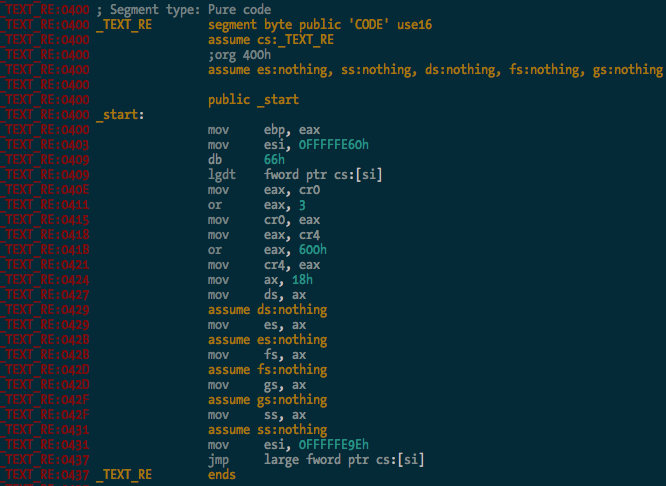 _TEXT_RE:0400 ; Segment type: Pure code
_TEXT_RE:0400 _TEXT_RE segment byte public 'CODE' use16
_TEXT_RE:0400 assume cs:_TEXT_RE
_TEXT_RE:0400 ;org 400h
_TEXT_RE:0400 assume es:nothing, ss:nothing, ds:nothing, fs:nothing, gs:nothing
_TEXT_RE:0400
_TEXT_RE:0400 public _start
_TEXT_RE:0400 _start:
_TEXT_RE:0400 mov ebp, eax
_TEXT_RE:0403 mov esi, 0FFFFFE60h
_TEXT_RE:0409 db 66h
_TEXT_RE:0409 lgdt fword ptr cs:[si]
_TEXT_RE:040E mov eax, cr0
_TEXT_RE:0411 or eax, 3
_TEXT_RE:0415 mov cr0, eax
_TEXT_RE:0418 mov eax, cr4
_TEXT_RE:041B or eax, 600h
_TEXT_RE:0421 mov cr4, eax
_TEXT_RE:0424 mov ax, 18h
_TEXT_RE:0427 mov ds, ax
_TEXT_RE:0429 assume ds:nothing
_TEXT_RE:0429 mov es, ax
_TEXT_RE:042B assume es:nothing
_TEXT_RE:042B mov fs, ax
_TEXT_RE:042D assume fs:nothing
_TEXT_RE:042D mov gs, ax
_TEXT_RE:042F assume gs:nothing
_TEXT_RE:042F mov ss, ax
_TEXT_RE:0431 assume ss:nothing
_TEXT_RE:0431 mov esi, 0FFFFFE9Eh
_TEXT_RE:0437 jmp large fword ptr cs:[si]
_TEXT_RE:0437 _TEXT_RE ends